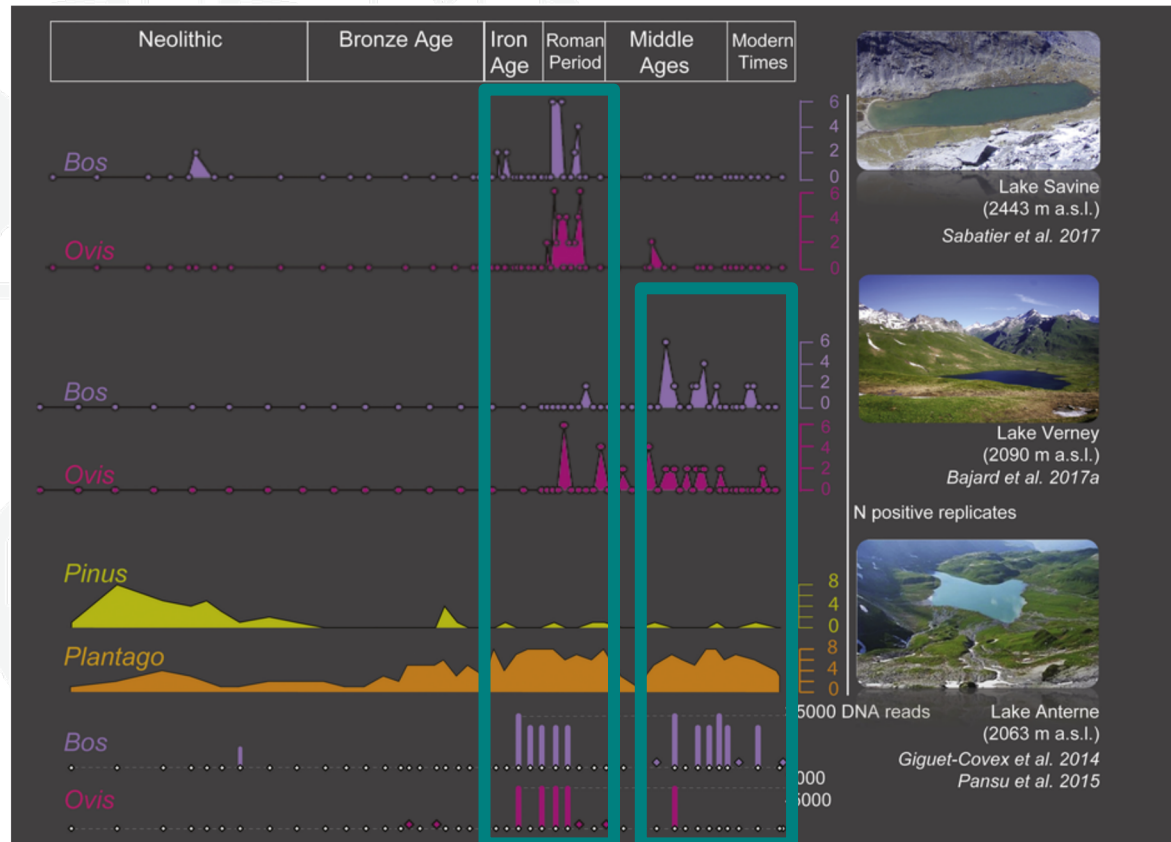 Neolithic
Bronze Age
Iron
Age
Roman
Period
Middle
Ages
Modern
Times
Bos
6
4
2
0
Ovis
6
4
2
0
Lake Savine
(2443 m a.s.l.)
Sabatier et al. 2017
Bos
6
4
2
0
Ovis
6
4
2
0
Lake Verney
(2090 m a.s.l.)
Bajard et al. 2017a
N positive replicates
Pinus
8
4
0
Plantago
8
4
0
Bos
5000 DNA reads
Lake Anterne
(2063 m a.s.l.)
Giguet-Covex et al. 2014
Pansu et al. 2015
Ovis
000
5000